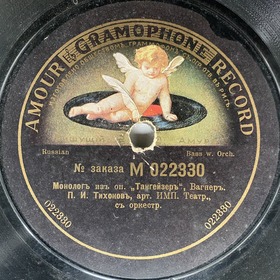 AMOUR GRAMOPHONE RECORD
Russian
Bass w. Orch.
№ заказа М 022330
Монологъ изъ оп. „Тангейзеръ“, Вагнеръ.
П. И. Тихоновъ, арт. ИМП. Театр.,
съ оркестр.
022330
022330